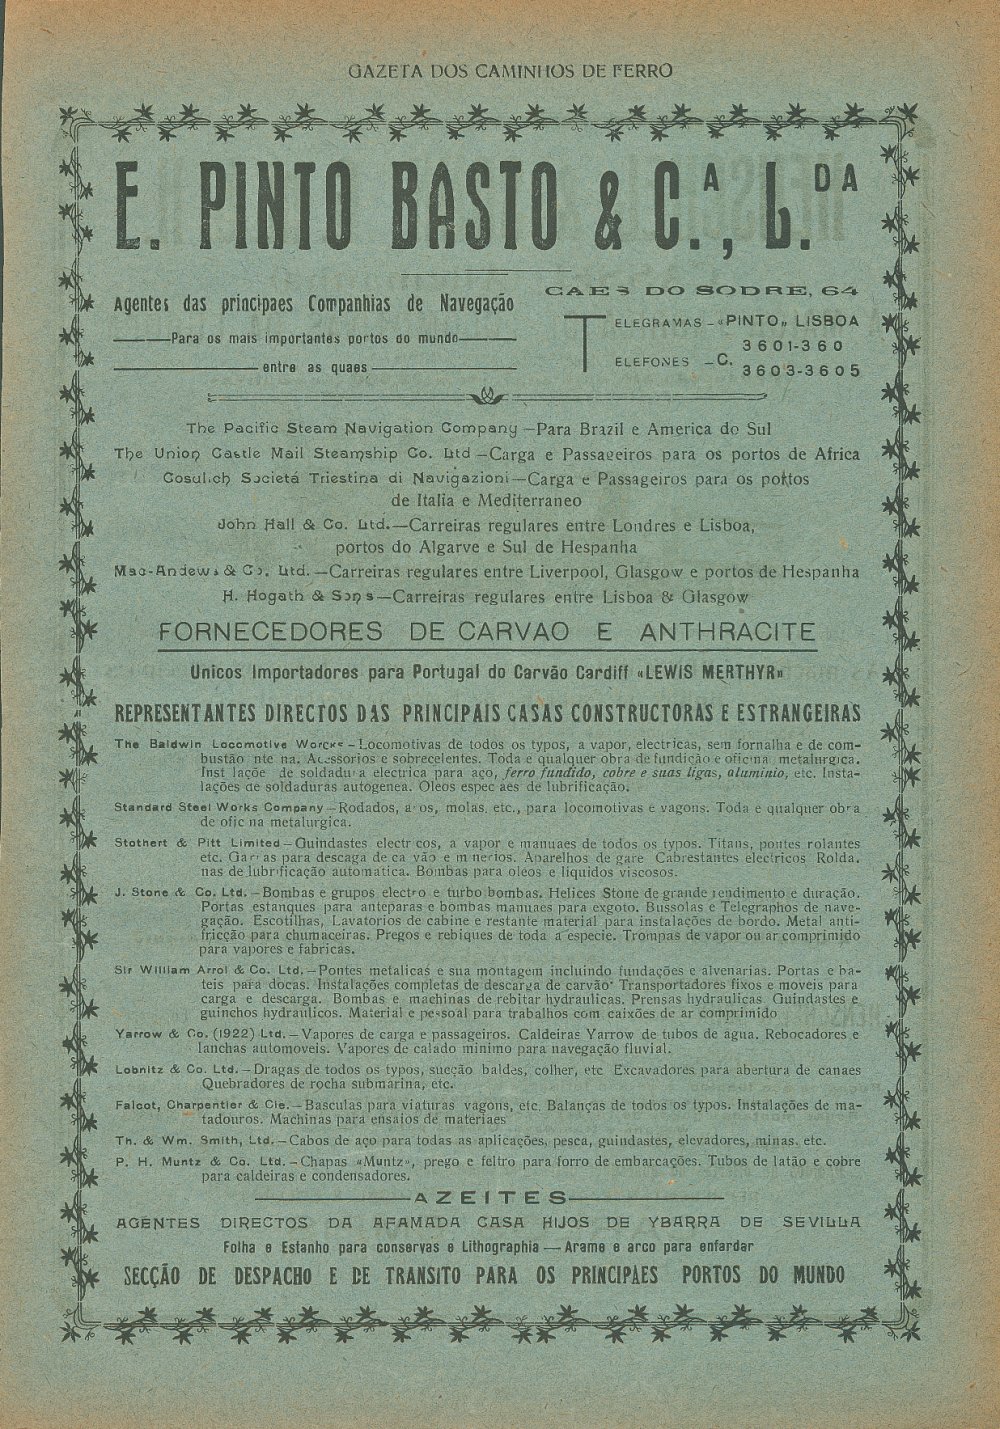 GAZETA DOS CAMINHOS DE FERRO
E. PINTO BASTO & C.A, L.DA
Agentes das principaes Companhias de Navegação
Para os mais importantes portos do mundo
entre as quaes
CAES DO SODRE, 64
TELEGRAMAS – «PINTO» LISBOA
TELEFONES – C. 3601-360
3603-3605
The Pacific Steam Navigation Company – Para Brazil e America do Sul
The Union Castle Mail Steamship Co. Ltd – Carga e Passageiros para os portos de Africa
Cosulich Societá Triestina di Navigazioni – Carga e Passageiros para os portos
de Italia e Mediterraneo
John Hall & Co. Ltd. – Carreiras regulares entre Londres e Lisboa,
portos do Algarve e Sul de Hespanha
Mac-Andews & Co. Ltd. – Carreiras regulares entre Liverpool, Glasgow e portos de Hespanha
H. Hogath & Sons – Carreiras regulares entre Lisboa & Glasgow
FORNECEDORES DE CARVAO E ANTHRACITE
Unicos Importadores para Portugal do Carvão Cardiff «LEWIS MERTHYR»
REPRESENTANTES DIRECTOS DAS PRINCIPAIS CASAS CONSTRUCTORAS E ESTRANGEIRAS
The Baldwin Locomotive Worcks – Locomotivas de todos os typos, a vapor, electricas, sem fornalha e de com-
bustão nte na. Acessorios e sobrecelentes. Toda e qualquer obra de fundição e oficina metalurgica.
Inst lação de soldadura electrica para aço, ferro fundido, cobre e suas ligas, aluminio, etc. Insta-
lações de soldaduras autogenea. Oleos espec aes de lubrificação.
Standard Steel Works Company – Rodados, a os, molas, etc., para locomotivas e vagons. Toda e qualquer obra
de ofic na metalurgica.
Stothert & Pitt Limited – Guindastes electr cos, a vapor e manuaes de todos os typos. Titans, pontes rolantes
etc. Gar as para descaga de ca vão e minerios. Aparelhos de gare Cabrestantes electricos Rolda.
nas de lubrificação automatica. Bombas para oleos e liquidos viscosos.
J. Stone & Co. Ltd. – Bombas e grupos electro e turbo bombas. Helices Stone de grande rendimento e duração.
Portas estanques para anteparas e bombas manuaes para exgoto. Bussolas e Telegraphos de nave-
gação. Escotilhas, Lavatorios de cabine e restante material para instalações de bordo. Metal anti-
fricção para chumaceiras. Pregos e rebiques de toda a especie. Trompas de vapor ou ar comprimido
para vapores e fabricas.
Sir William Arrol & Co. Ltd. – Pontes metalicas e sua montagem incluindo fundações e alvenarias. Portas e ba-
teis para docas. Instalações completas de descarga de carvão. Transportadores fixos e moveis para
carga e descarga. Bombas e machinas de rebitar hydraulicas. Prensas hydraulicas Guindastes e
guinchos hydraulicos. Material e pessoal para trabalhos com caixões de ar comprimido
Yarrow & Co. (1922) Ltd. – Vapores de carga e passageiros. Caldeiras Yarrow de tubos de agua. Rebocadores e
lanchas automoveis. Vapores de calado minimo para navegação fluvial.
Lobnitz & Co. Ltd. – Dragas de todos os typos, sucção baldes, colher, etc Excavadores para abertura de canaes
Quebradores de rocha submarina, etc.
Falcot, Charpentier & Cie. – Basculas para viaturas vagons, etc. Balanças de todos os typos. Instalações de ma-
tadouros. Machinas para ensaios de materiaes
Th. & Wm. Smith, Ltd. – Cabos de aço para todas as aplicações, pesca, guindastes, elevadores, minas, etc.
P. H. Muntz & Co. Ltd. – Chapas «Muntz», prego e feltro para forro de embarcações. Tubos de latão e cobre
para caldeiras e condensadores.
AZEITES
AGENTES DIRECTOS DA AFAMADA CASA HIJOS DE YBARRA DE SEVILLA
Folha e Estanho para conservas e Lithographia — Arame e arco para enfardar
SECÇÃO DE DESPACHO E DE TRANSITO PARA OS PRINCIPAES PORTOS DO MUNDO